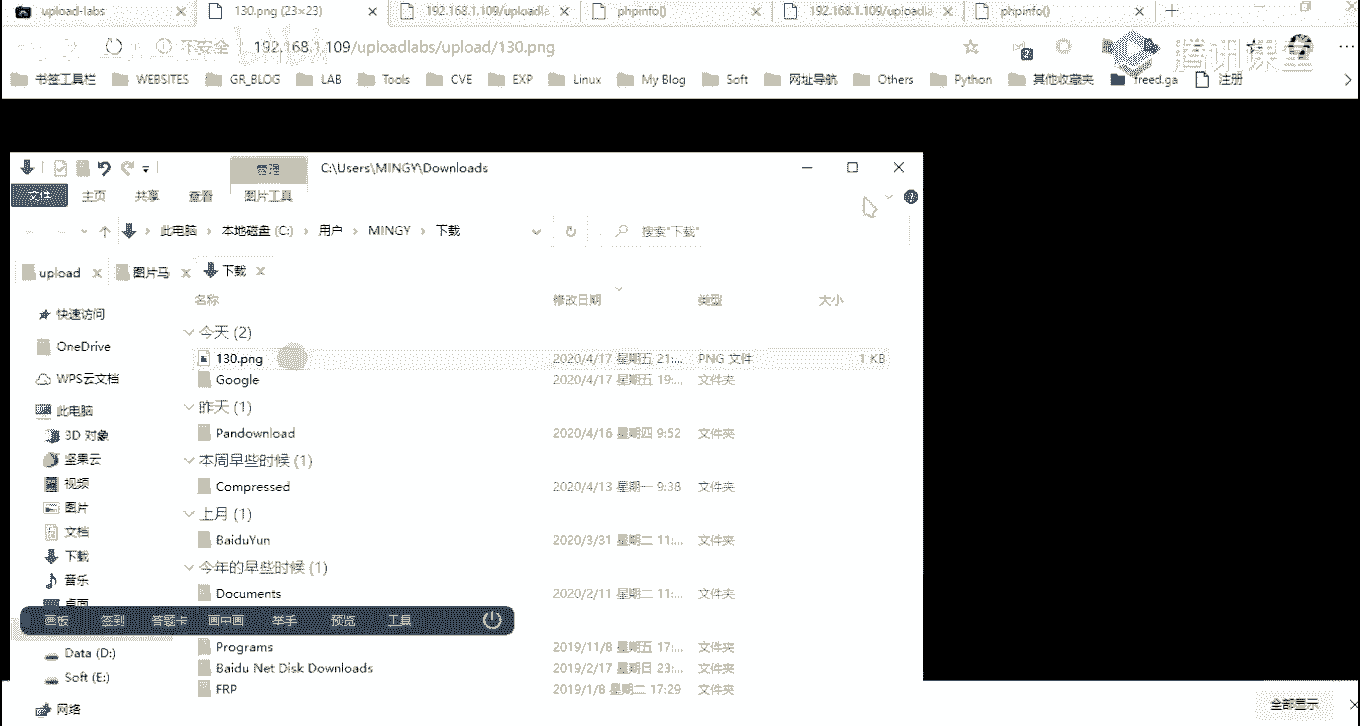 upload-labs
130.png (23×23)
192.168.1.109/uploadla
phpinfo()
192.168.1.109/uploadla
phpinfo()
不安全
192.168.1.109/uploadlabs/upload/130.png
腾讯课堂
书签工具栏 WEBSITES GR_BLOG LAB Tools CVE EXP Linux My Blog Soft 网址导航 Others Python 其他收藏夹 freed.ga 注册
管理 C:\Users\MINGY\Downloads
文件 主页 共享 查看 图片工具
此电脑 本地磁盘 (C:) 用户 MINGY 下载 搜索"下载"
upload 图片马 下载
名称 修改日期 类型 大小
快速访问
OneDrive
WPS云文档
此电脑
3D 对象
坚果云
视频
图片
文档
下载
音乐
桌面
Data (D:)
Soft (E:)
网络
今天 (2)
130.png 2020/4/17 星期五 21:... PNG 文件 1 KB
Google 2020/4/17 星期五 19:... 文件夹
昨天 (1)
Pandownload 2020/4/16 星期四 9:52 文件夹
本周早些时候 (1)
Compressed 2020/4/13 星期一 9:38 文件夹
上月 (1)
BaiduYun 2020/3/31 星期二 11:... 文件夹
今年的早些时候 (1)
Documents 2020/2/11 星期二 11:... 文件夹
画板 签到 答题卡 画中画 举手 预览 工具
Programs 2019/11/8 星期五 17:... 文件夹
Baidu Net Disk Downloads 2019/2/17 星期日 23:... 文件夹
FRP 2019/1/8 星期二 17:29 文件夹
全部显示